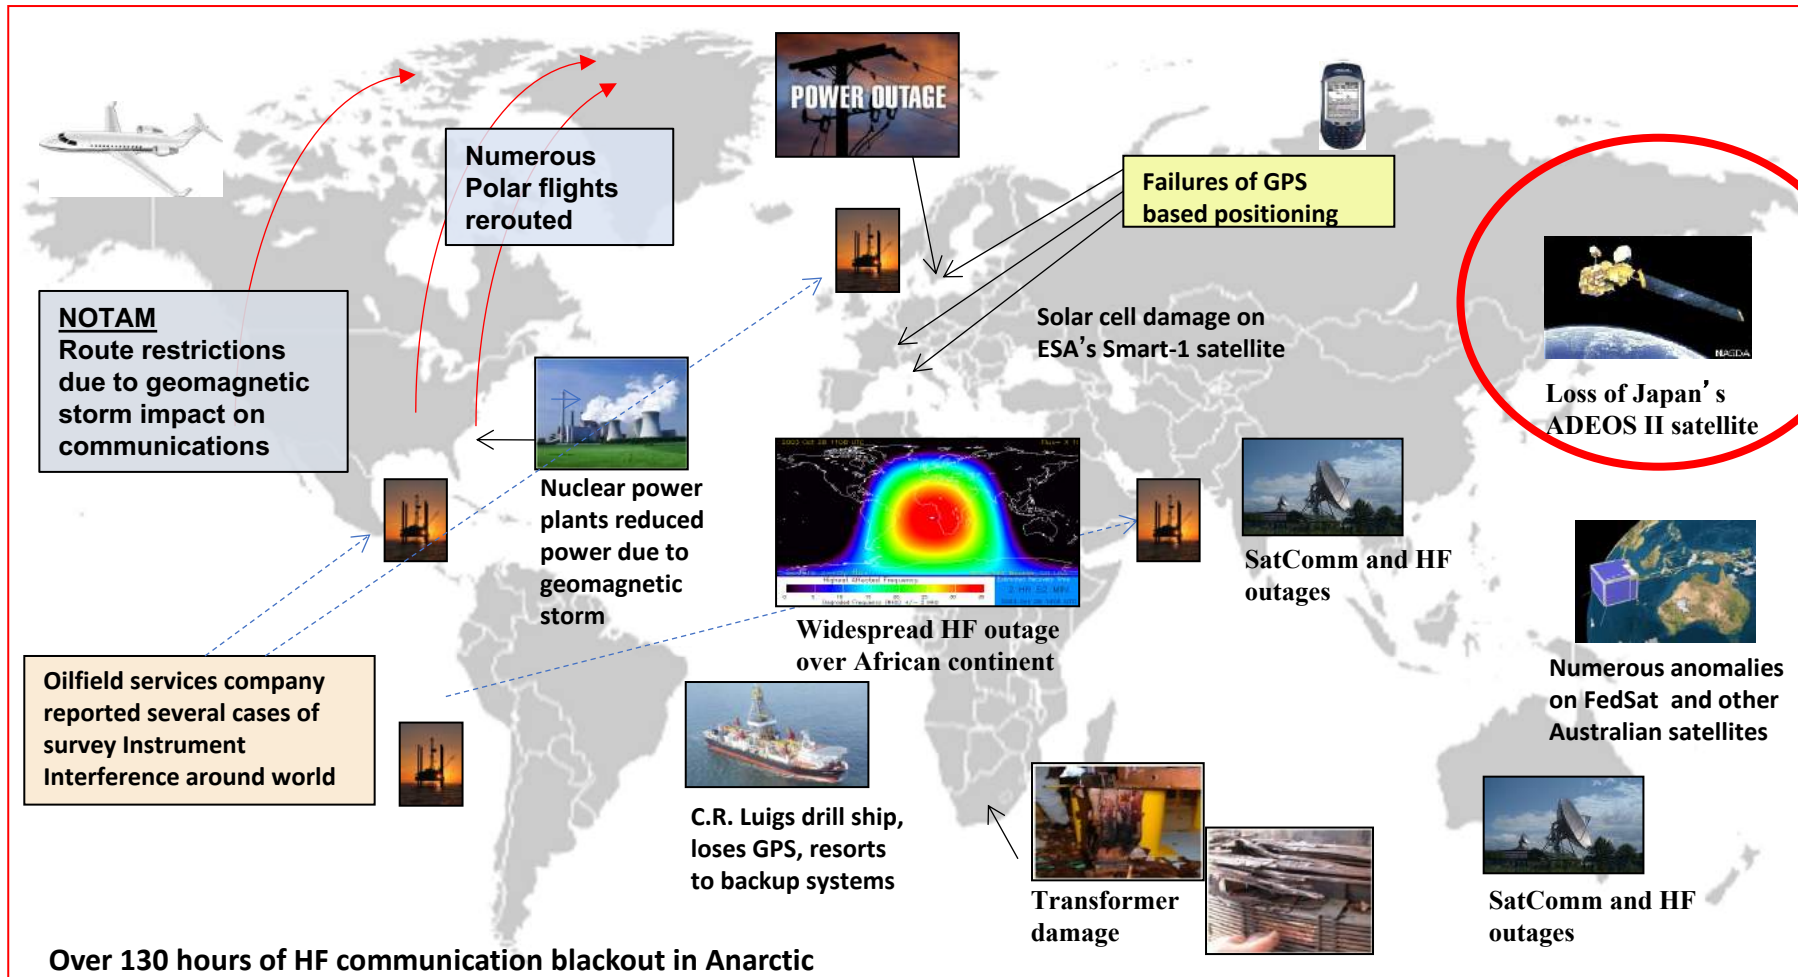 POWER OUTAGE
Numerous
Polar flights
rerouted
Failures of GPS
based positioning
NOTAM
Route restrictions
due to geomagnetic
storm impact on
communications
Solar cell damage on
ESA’s Smart-1 satellite
NASDA
Loss of Japan’s
ADEOS II satellite
Nuclear power
plants reduced
power due to
geomagnetic
storm
Highest Affected Frequency
Widespread HF outage
over African continent
SatComm and HF
outages
Numerous anomalies
on FedSat and other
Australian satellites
Oilfield services company
reported several cases of
survey Instrument
Interference around world
C.R. Luigs drill ship,
loses GPS, resorts
to backup systems
Transformer
damage
SatComm and HF
outages
Over 130 hours of HF communication blackout in Anarctic